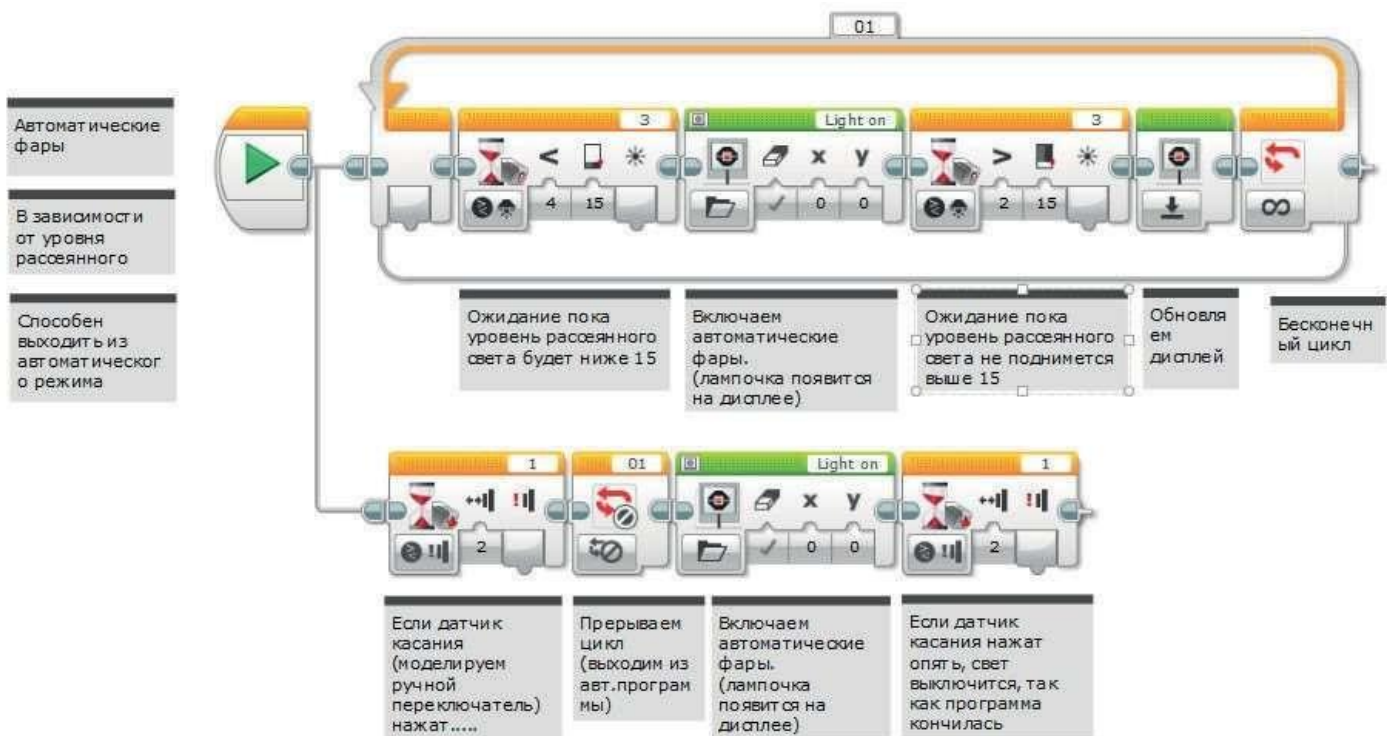 01
Автоматические
фары
В зависимости
от уровня
рассеянного
Способен
выходить из
автоматическог
о режима
3
Light on
3
< 
x y
>
4 15
0 0
2 15
∞
Ожидание пока
уровень рассеянного
света будет ниже 15
Включаем
автоматические
фары.
(лампочка появится
на дисплее)
Ожидание пока
уровень рассеянного
света не поднимется
выше 15
Обновля
ем
дисплей
Бесконечн
ый цикл
1
01
Light on
1
x y
2
0 0
2
Если датчик
касания
(моделируем
ручной
переключатель)
нажат.....
Прерываем
цикл
(выходим из
авт.програм
мы)
Включаем
автоматические
фары.
(лампочка
появится на
дисплее)
Если датчик
касания нажат
опять, свет
выключится, так
как программа
кончилась